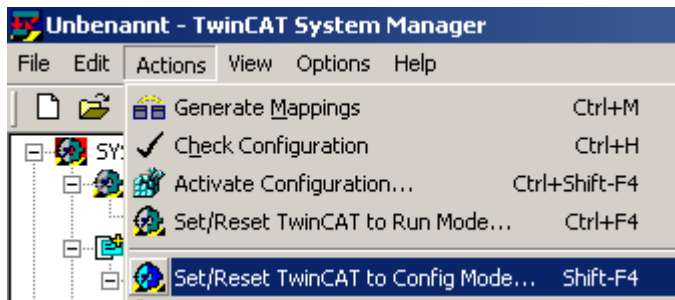 Unbenannt - TwinCAT System Manager
File Edit Actions View Options Help
Generate Mappings Ctrl+M
SY
Check Configuration Ctrl+H
Activate Configuration... Ctrl+Shift-F4
Set/Reset TwinCAT to Run Mode... Ctrl+F4
Set/Reset TwinCAT to Config Mode... Shift-F4